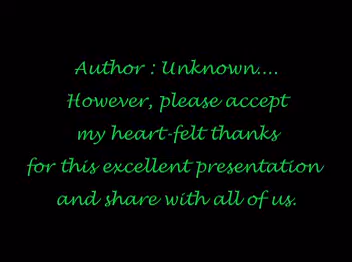 Author : Unknown....
However, please accept
my heart-felt thanks
for this excellent presentation
and share with all of us.